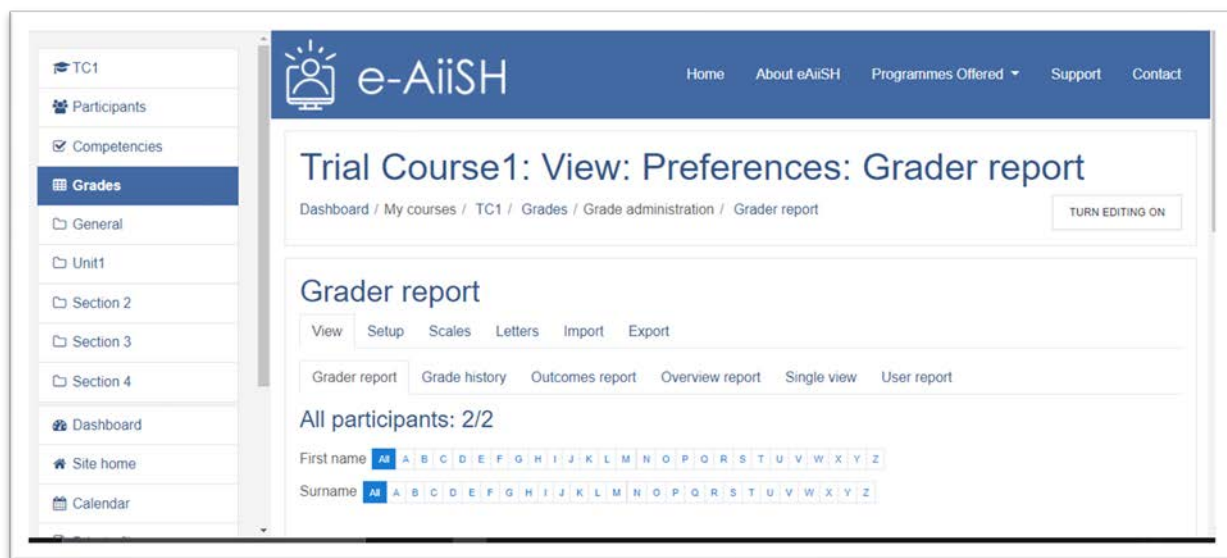 TC1
Participants
Competencies
Grades
General
Unit1
Section 2
Section 3
Section 4
Dashboard
Site home
Calendar
e-AiiSH
Home About eAiiSH Programmes Offered Support Contact
Trial Course1: View: Preferences: Grader report
Dashboard / My courses / TC1 / Grades / Grade administration / Grader report
TURN EDITING ON
Grader report
View Setup Scales Letters Import Export
Grader report Grade history Outcomes report Overview report Single view User report
All participants: 2/2
First name All A B C D E F G H I J K L M N O P Q R S T U V W X Y Z
Surname All A B C D E F G H I J K L M N O P Q R S T U V W X Y Z